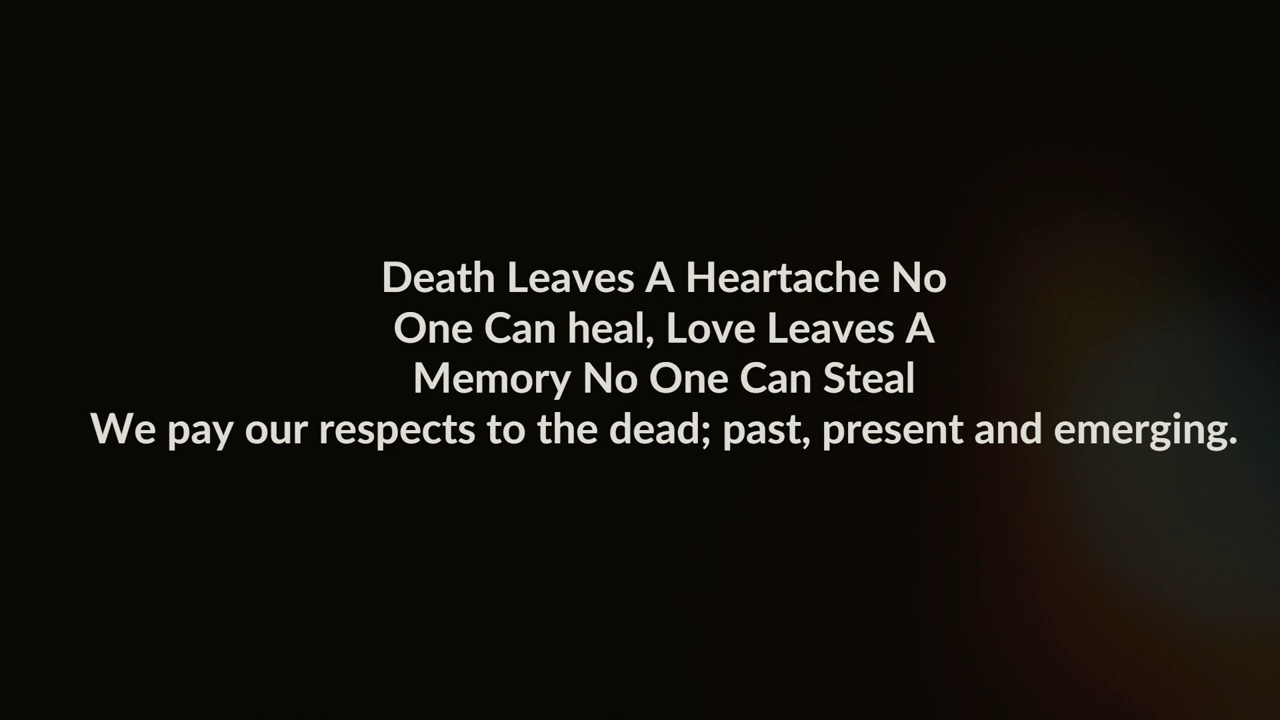 Death Leaves A Heartache No
One Can heal, Love Leaves A
Memory No One Can Steal
We pay our respects to the dead; past, present and emerging.